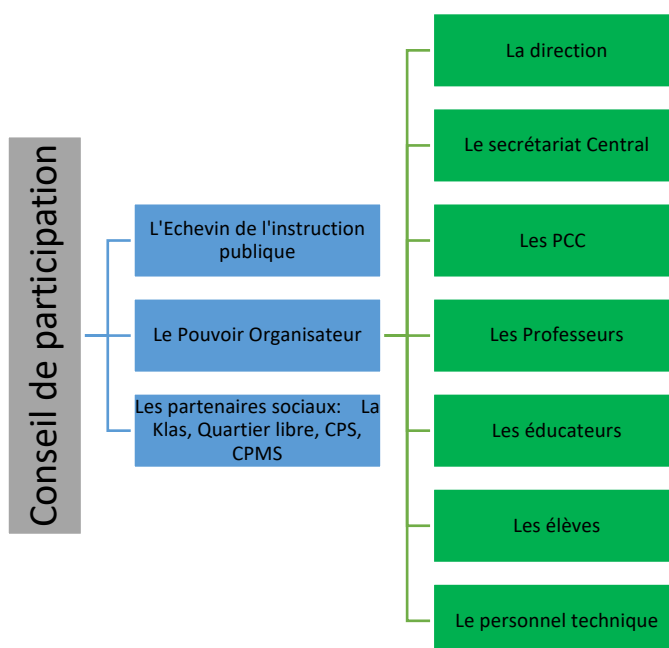 Conseil de participation
L'Echevin de l'instruction
publique
Le Pouvoir Organisateur
Les partenaires sociaux: La
Klas, Quartier libre, CPS,
CPMS
La direction
Le secrétariat Central
Les PCC
Les Professeurs
Les éducateurs
Les élèves
Le personnel technique